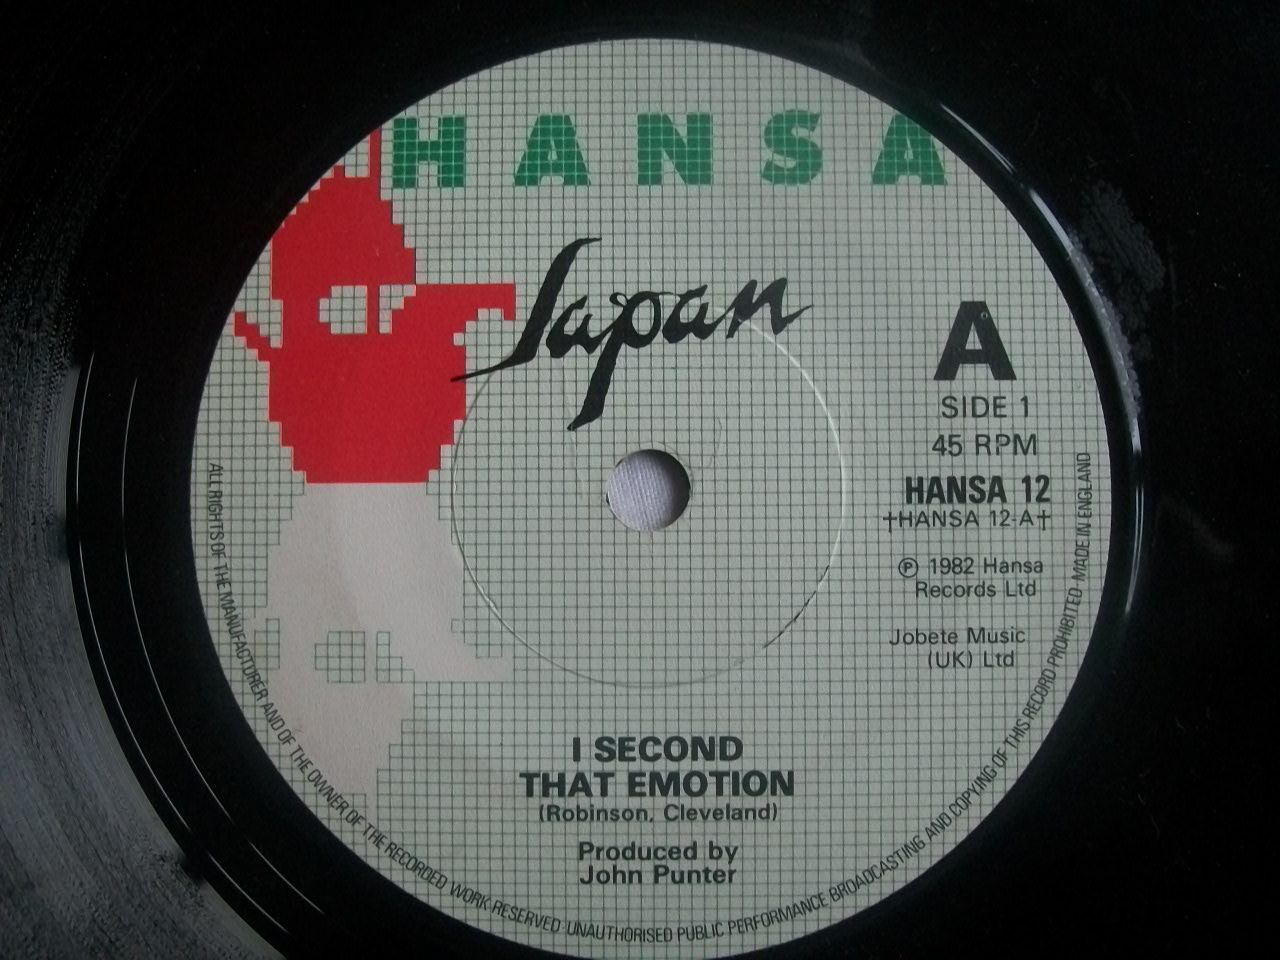 HANSA
Japan
A
SIDE 1
45 RPM
HANSA 12
†HANSA 12-A†
℗ 1982 Hansa
Records Ltd
Jobete Music
(UK) Ltd
I SECOND
THAT EMOTION
(Robinson, Cleveland)
Produced by
John Punter
ALL RIGHTS OF THE MANUFACTURER AND OF THE OWNER OF THE RECORDED WORK RESERVED·UNAUTHORISED PUBLIC PERFORMANCE BROADCASTING AND COPYING OF THIS RECORD PROHIBITED·MADE IN ENGLAND